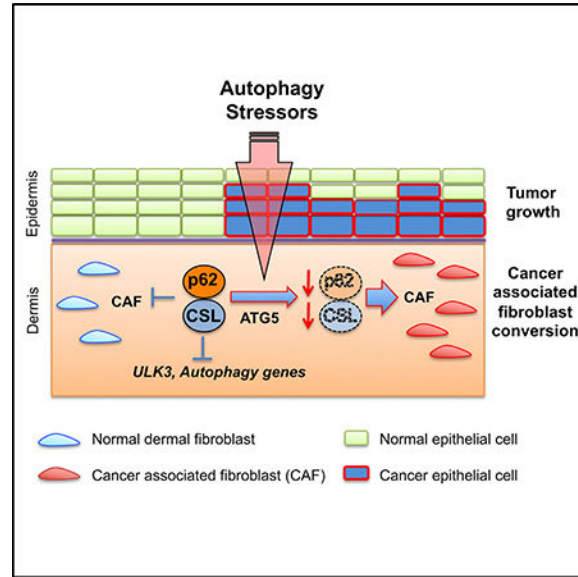 Autophagy
Stressors
Epidermis
Tumor
growth
Dermis
CAF
p62
CSL
ATG5
p62
CSL
CAF
Cancer
associated
fibroblast
conversion
ULK3, Autophagy genes
Normal dermal fibroblast
Normal epithelial cell
Cancer associated fibroblast (CAF)
Cancer epithelial cell